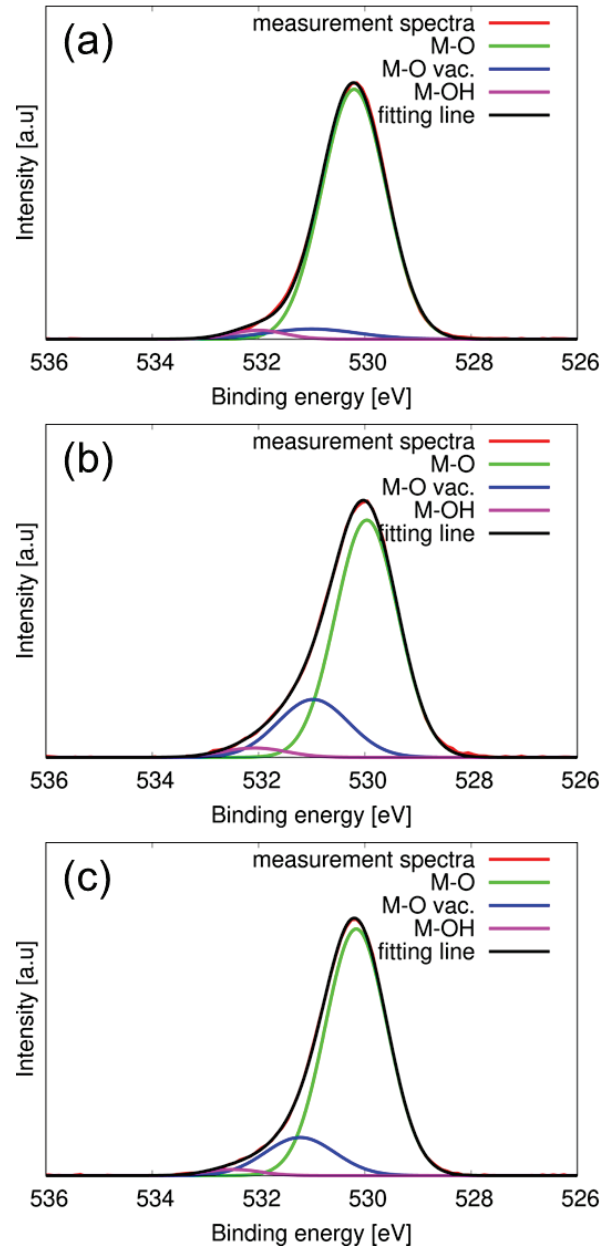 (a)
measurement spectra
M-O
M-O vac.
M-OH
fitting line
Intensity [a.u]
536 534 532 530 528 526
Binding energy [eV]
(b)
measurement spectra
M-O
M-O vac.
M-OH
fitting line
Intensity [a.u]
536 534 532 530 528 526
Binding energy [eV]
(c)
measurement spectra
M-O
M-O vac.
M-OH
fitting line
Intensity [a.u]
536 534 532 530 528 526
Binding energy [eV]